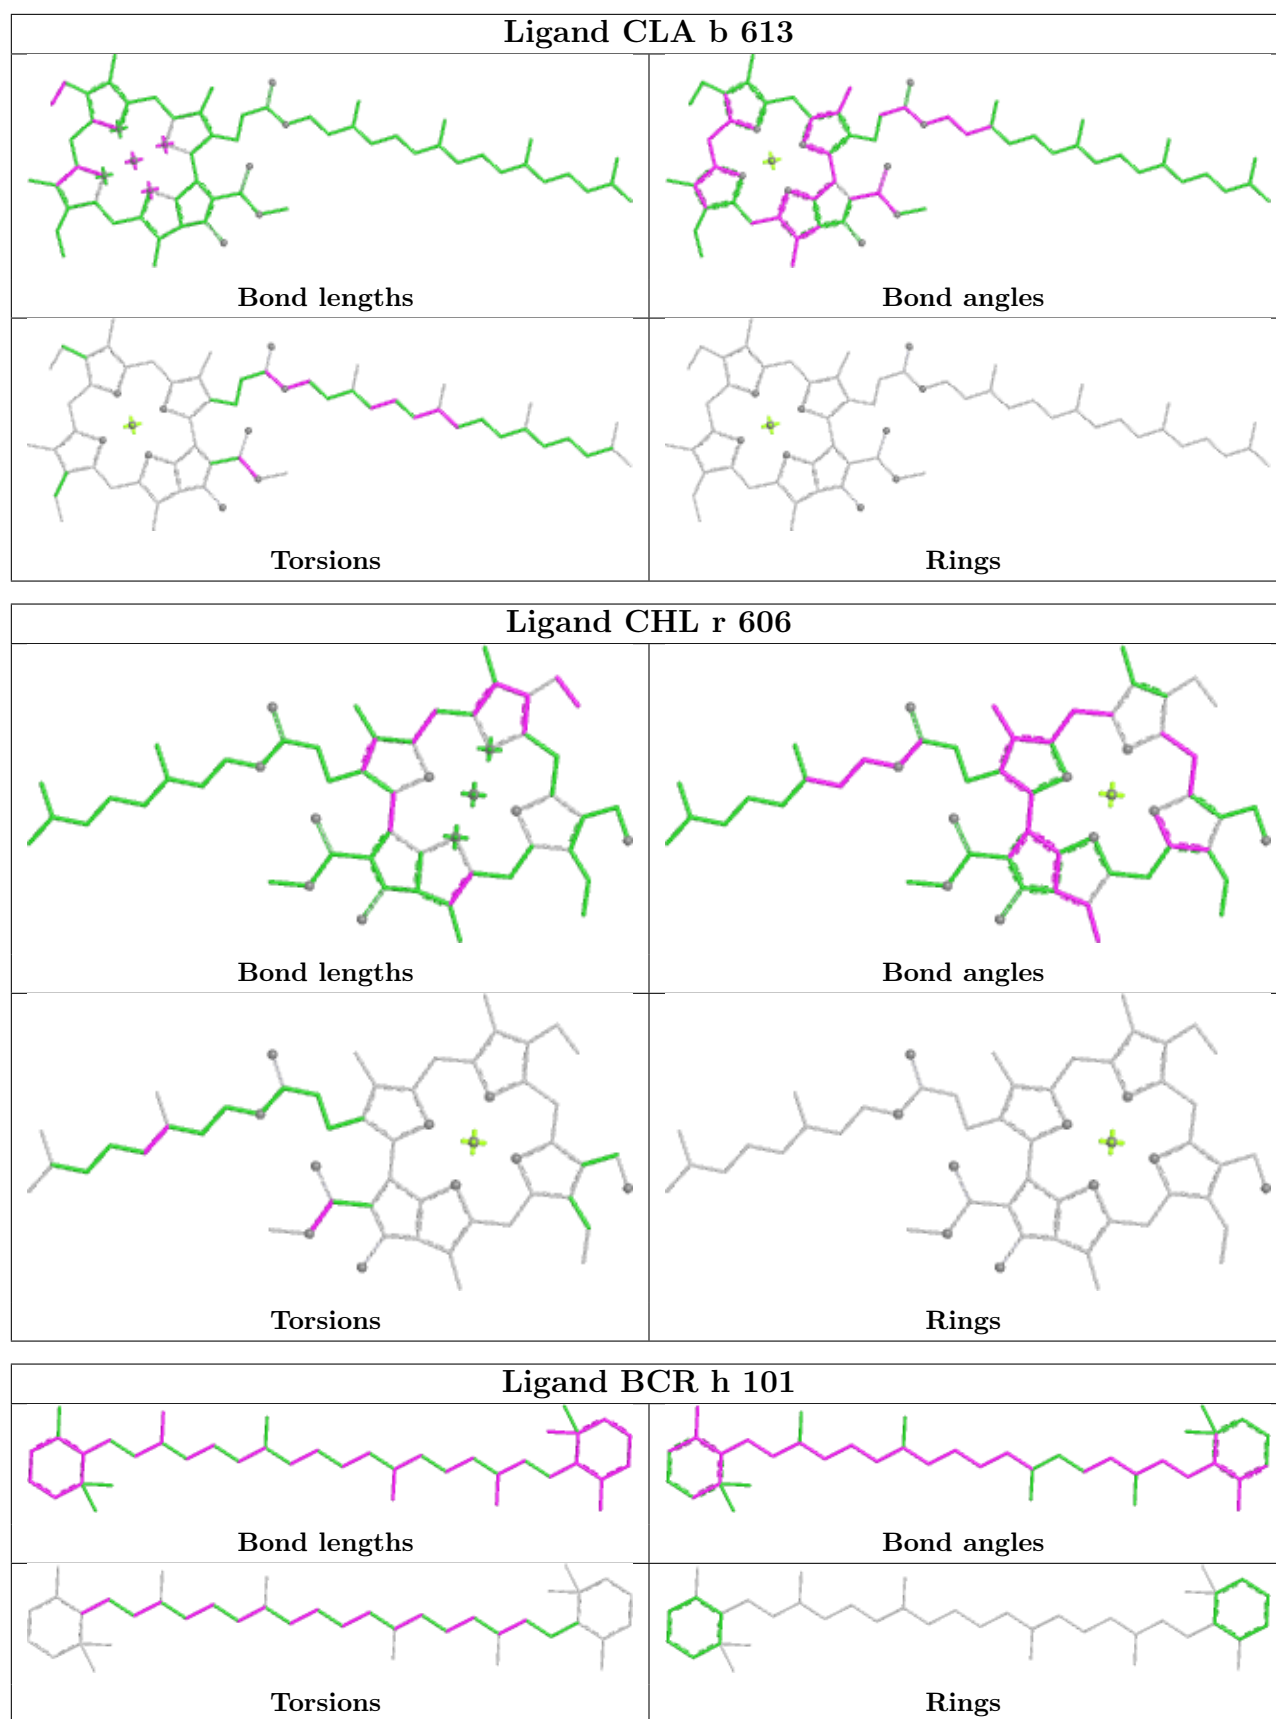 Ligand CLA b 613
Bond lengths
Bond angles
Torsions
Rings
Ligand CHL r 606
Bond lengths
Bond angles
Torsions
Rings
Ligand BCR h 101
Bond lengths
Bond angles
Torsions
Rings